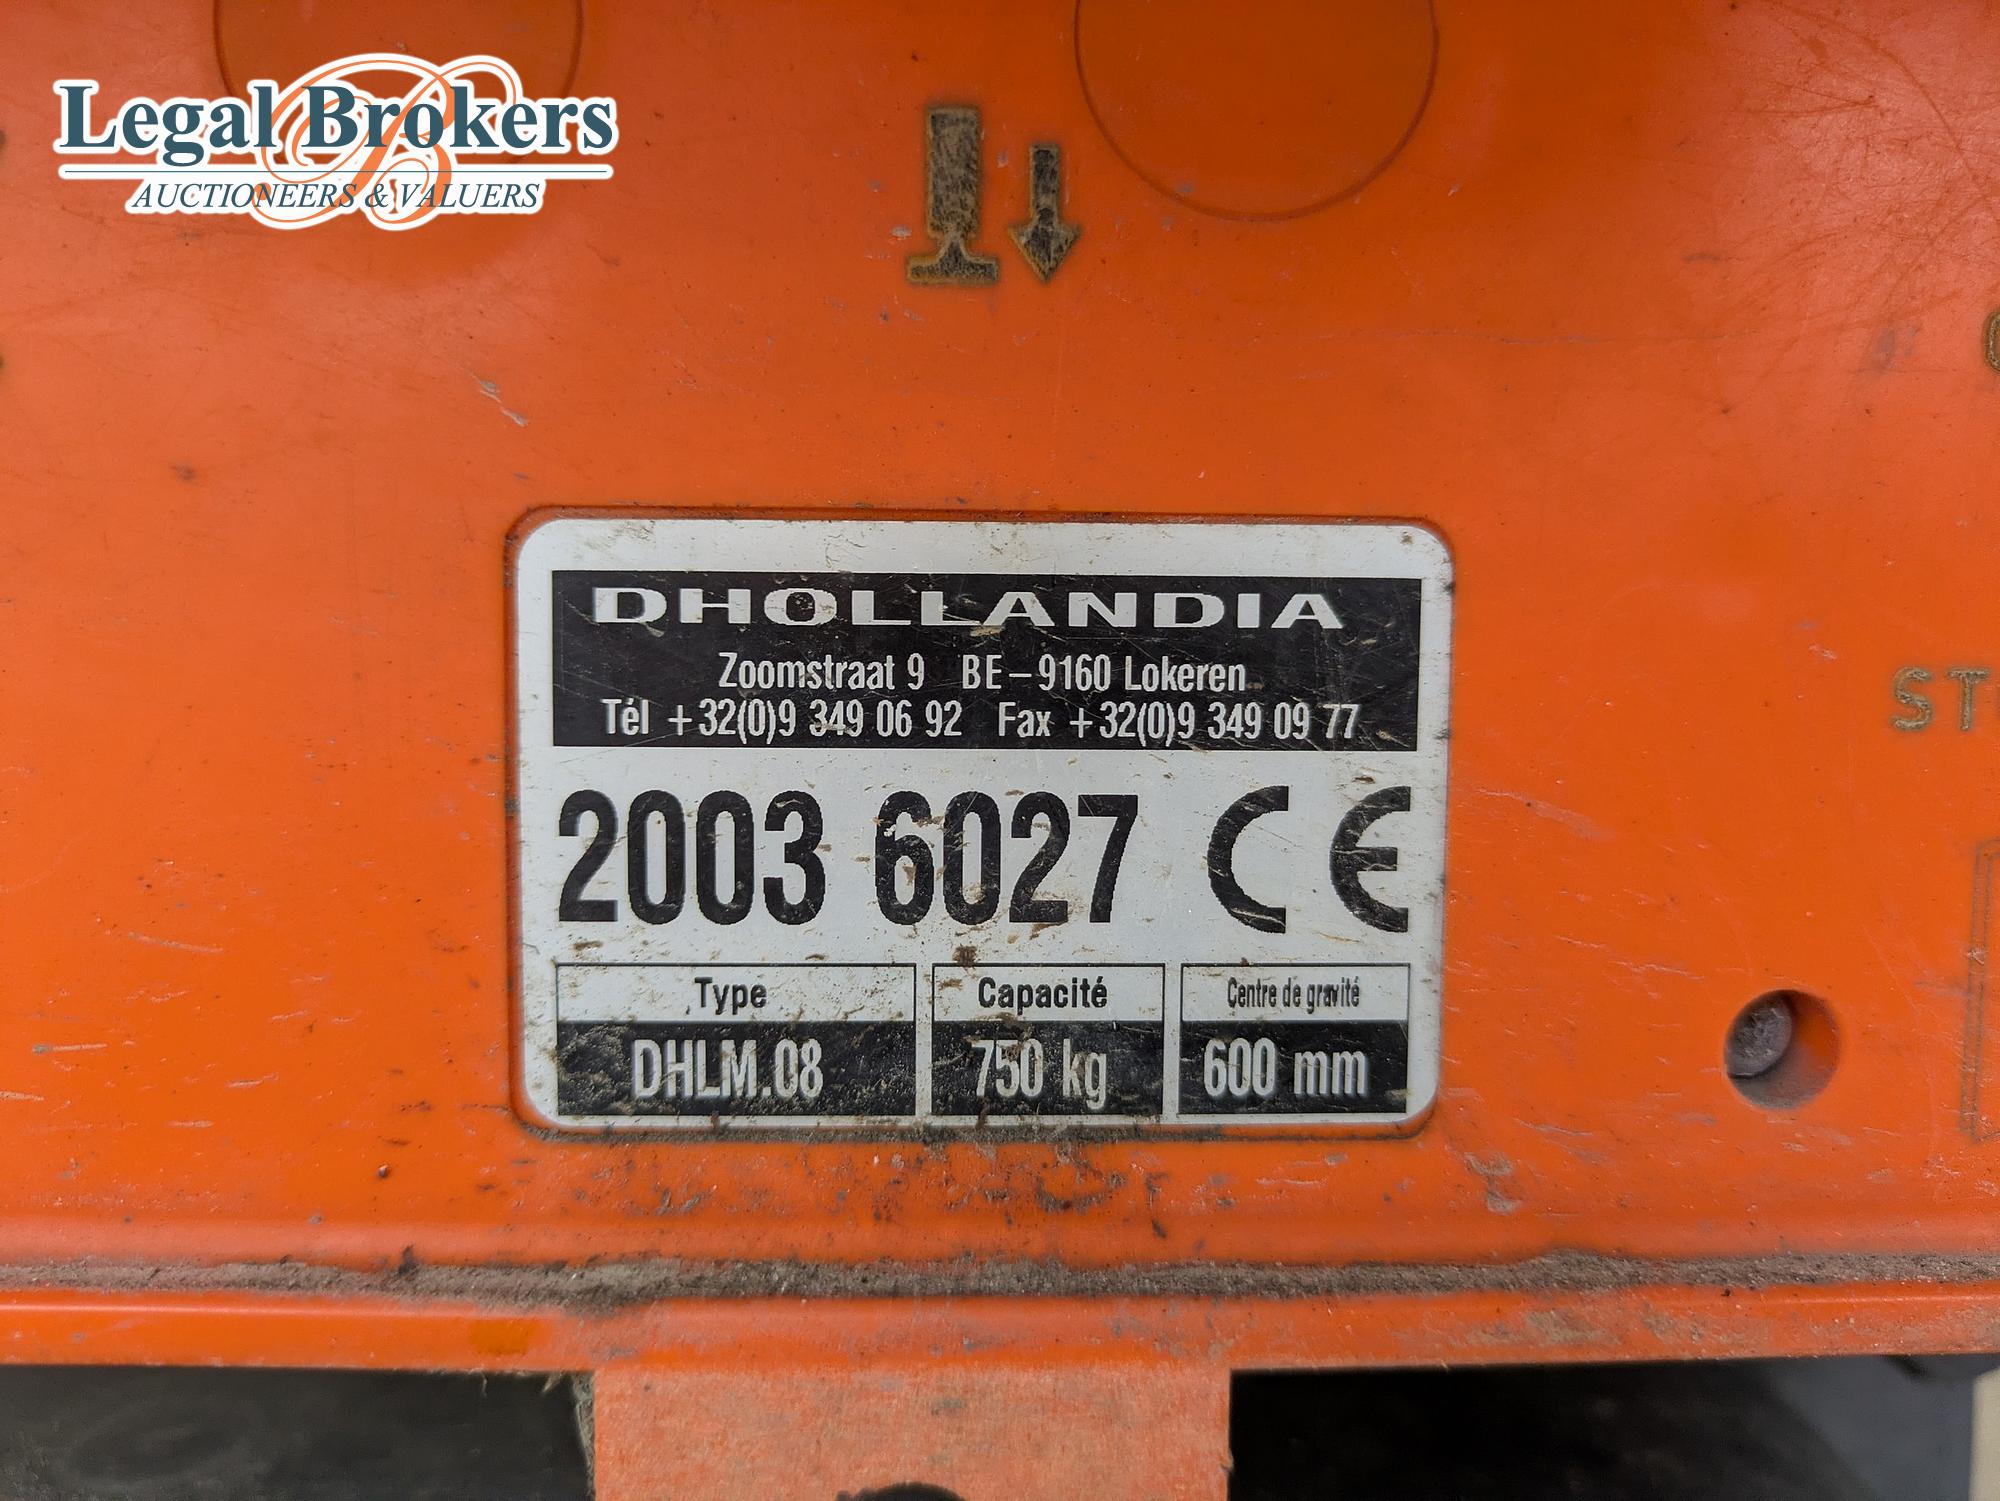 Legal Brokers
AUCTIONEERS & VALUERS
ST
DHOLLANDIA
Zoomstraat 9 BE-9160 Lokeren
Tél +32(0)9 349 06 92 Fax +32(0)9 349 09 77
2003 6027 CE
Type Capacité Centre de gravité
DHLM.08 750 kg 600 mm